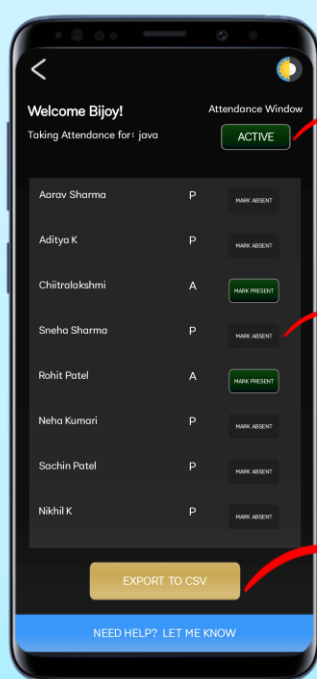 Welcome Bijoy!
Attendance Window
Taking Attendance for: java
ACTIVE
Aarav Sharma P MARK ABSENT
Aditya K P MARK ABSENT
Chiitralakshmi A MARK PRESENT
Sneha Sharma P MARK ABSENT
Rohit Patel A MARK PRESENT
Neha Kumari P MARK ABSENT
Sachin Patel P MARK ABSENT
Nikhil K P MARK ABSENT
EXPORT TO CSV
NEED HELP? LET ME KNOW